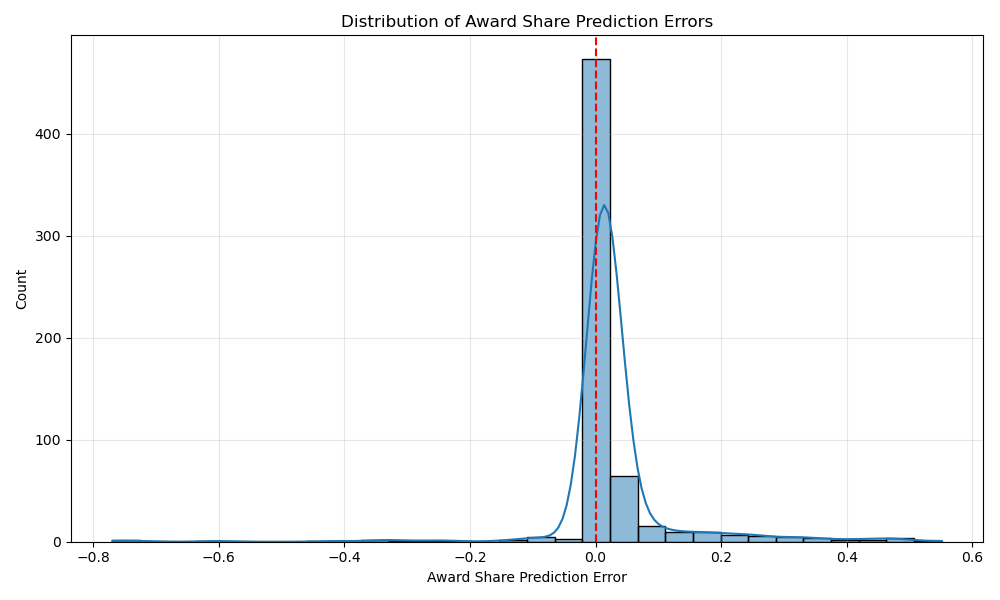 Distribution of Award Share Prediction Errors
Count
400
300
200
100
0
−0.8 −0.6 −0.4 −0.2 0.0 0.2 0.4 0.6
Award Share Prediction Error